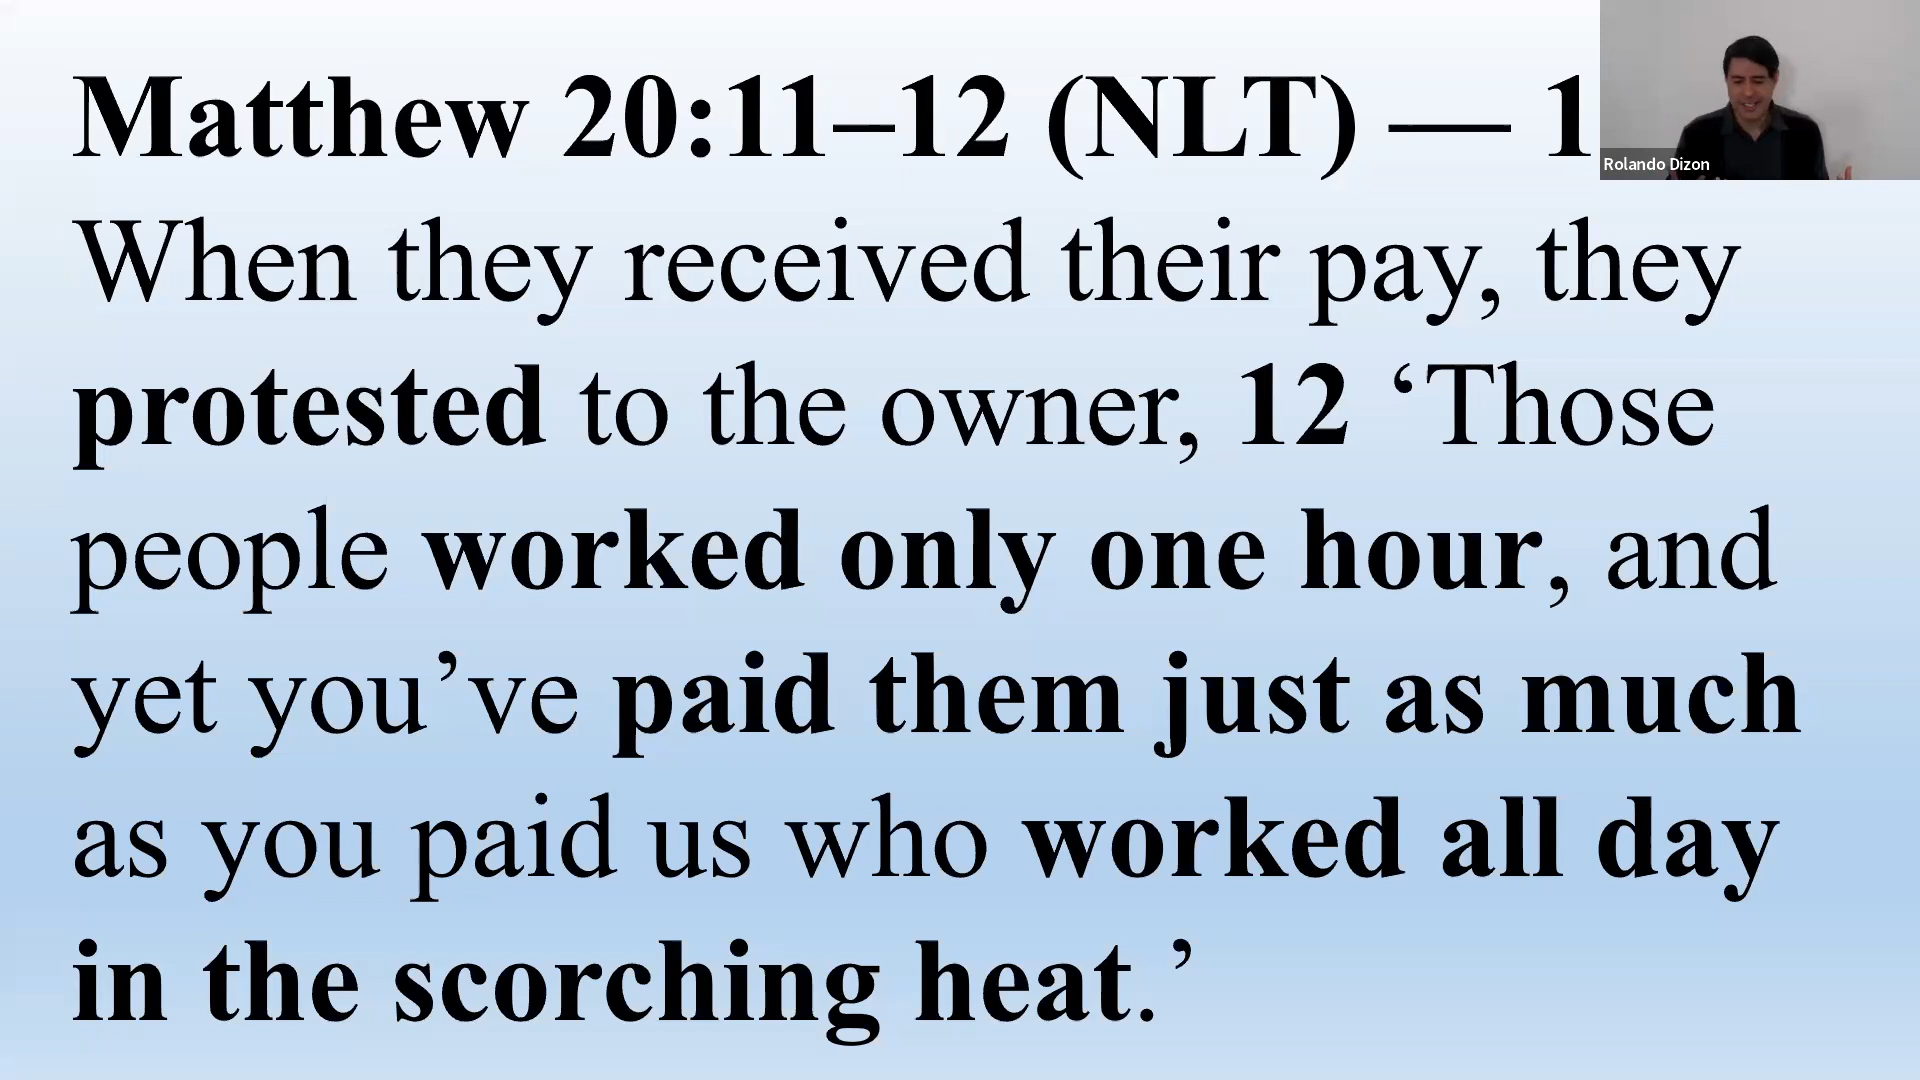 Matthew 20:11–12 (NLT) — 1
Rolando Dizon
When they received their pay, they
protested to the owner, 12 ‘Those
people worked only one hour, and
yet you’ve paid them just as much
as you paid us who worked all day
in the scorching heat.’